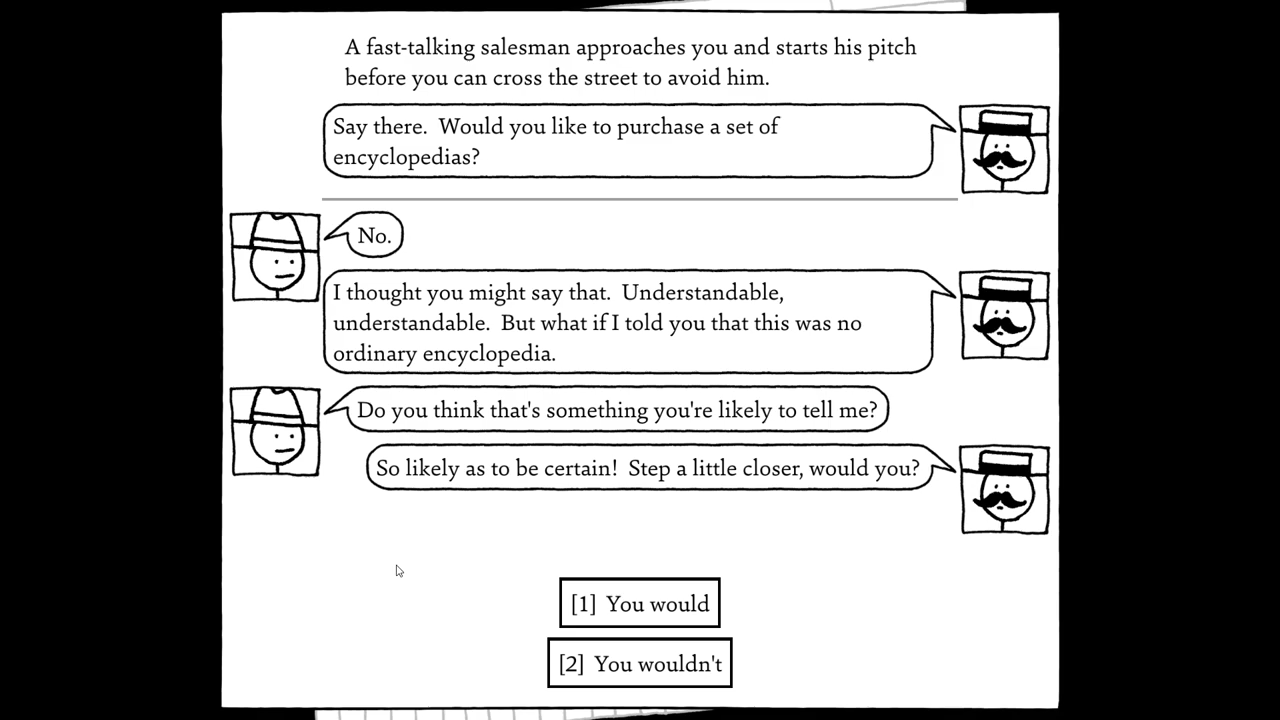 A fast-talking salesman approaches you and starts his pitch
before you can cross the street to avoid him.
Say there.  Would you like to purchase a set of
encyclopedias?
No.
I thought you might say that.  Understandable,
understandable.  But what if I told you that this was no
ordinary encyclopedia.
Do you think that's something you're likely to tell me?
So likely as to be certain!  Step a little closer, would you?
[1]  You would
[2]  You wouldn't